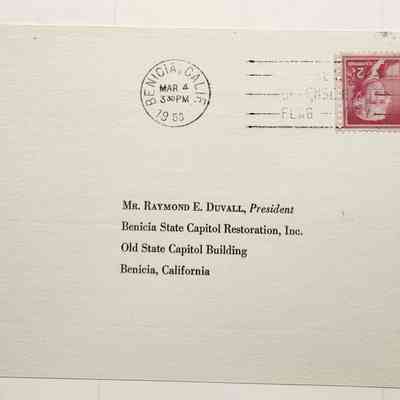 BENICIA, CALIF
MAR 4
3 30 PM
FLAG
2¢
Mr. Raymond E. Duvall, President
Benicia State Capitol Restoration, Inc.
Old State Capitol Building
Benicia, California